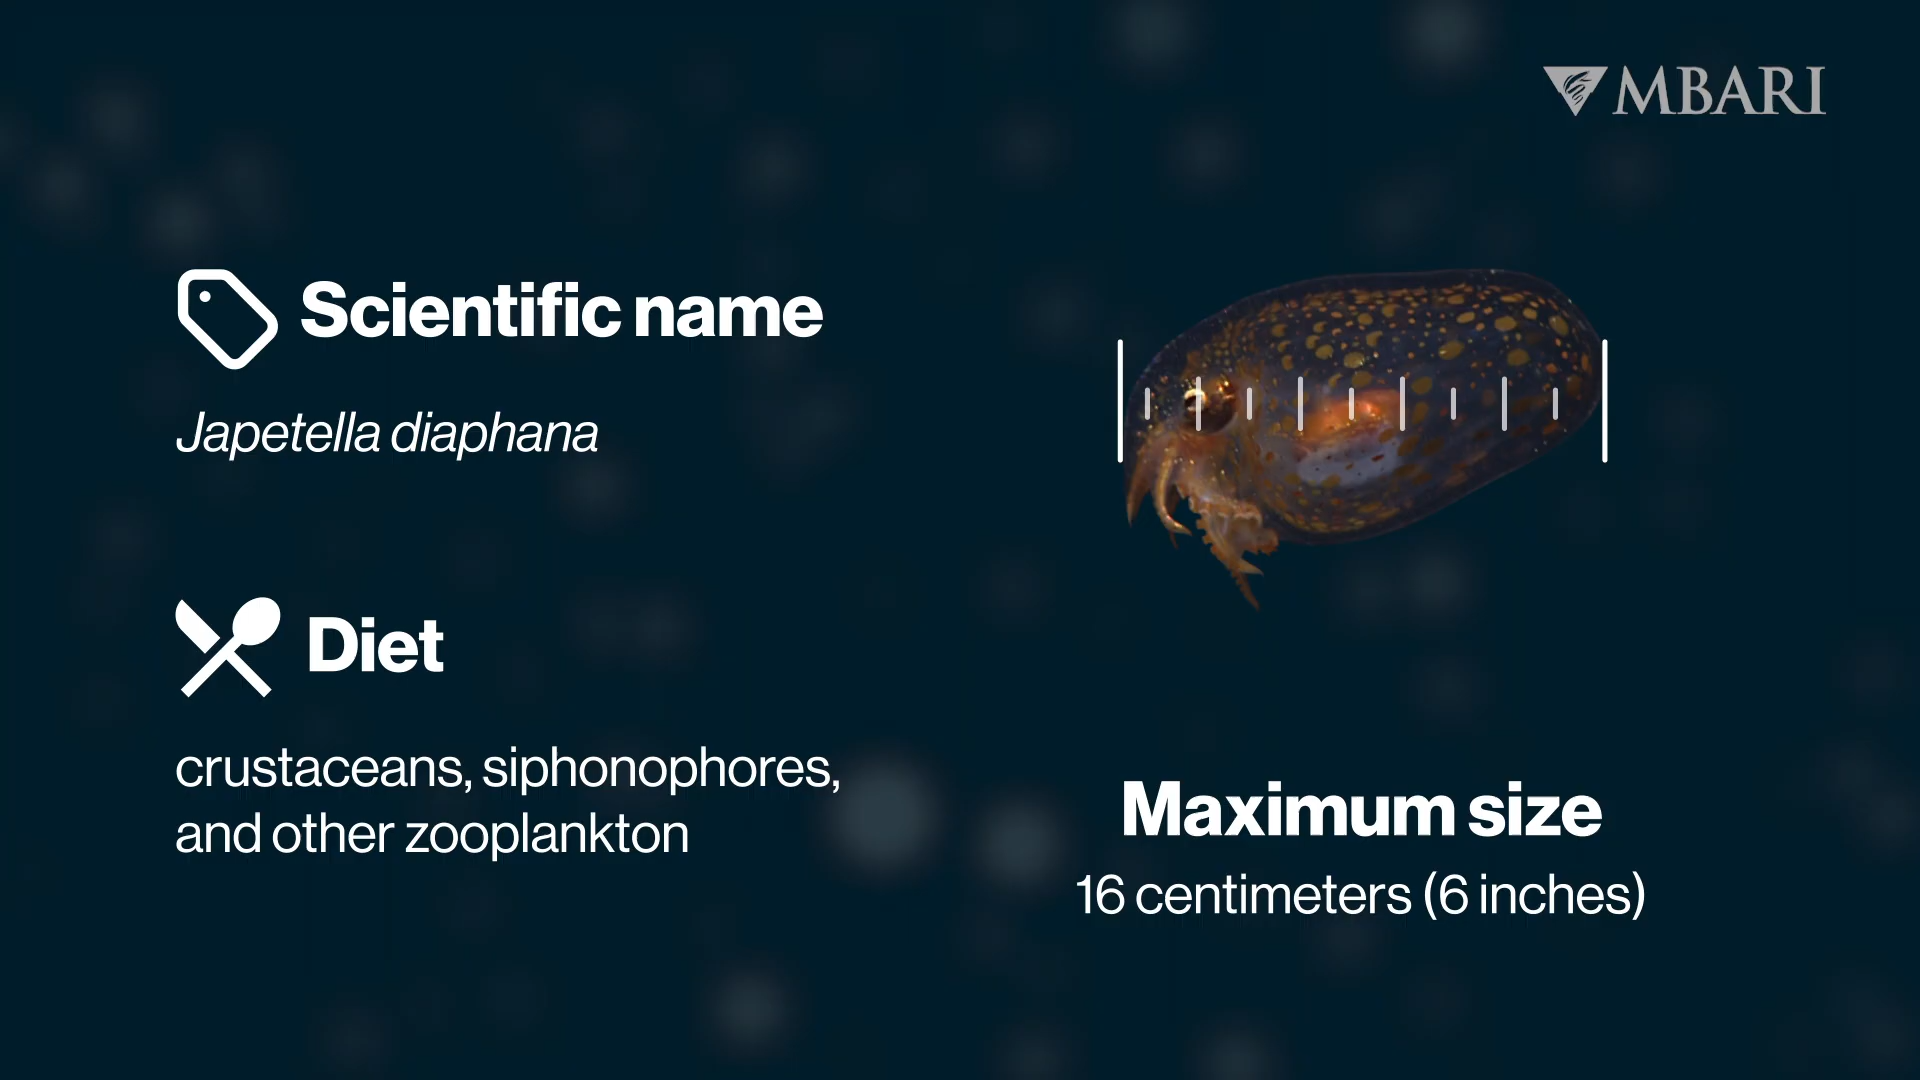 MBARI
Scientific name
Japetella diaphana
Diet
crustaceans, siphonophores,
and other zooplankton
Maximum size
16 centimeters (6 inches)